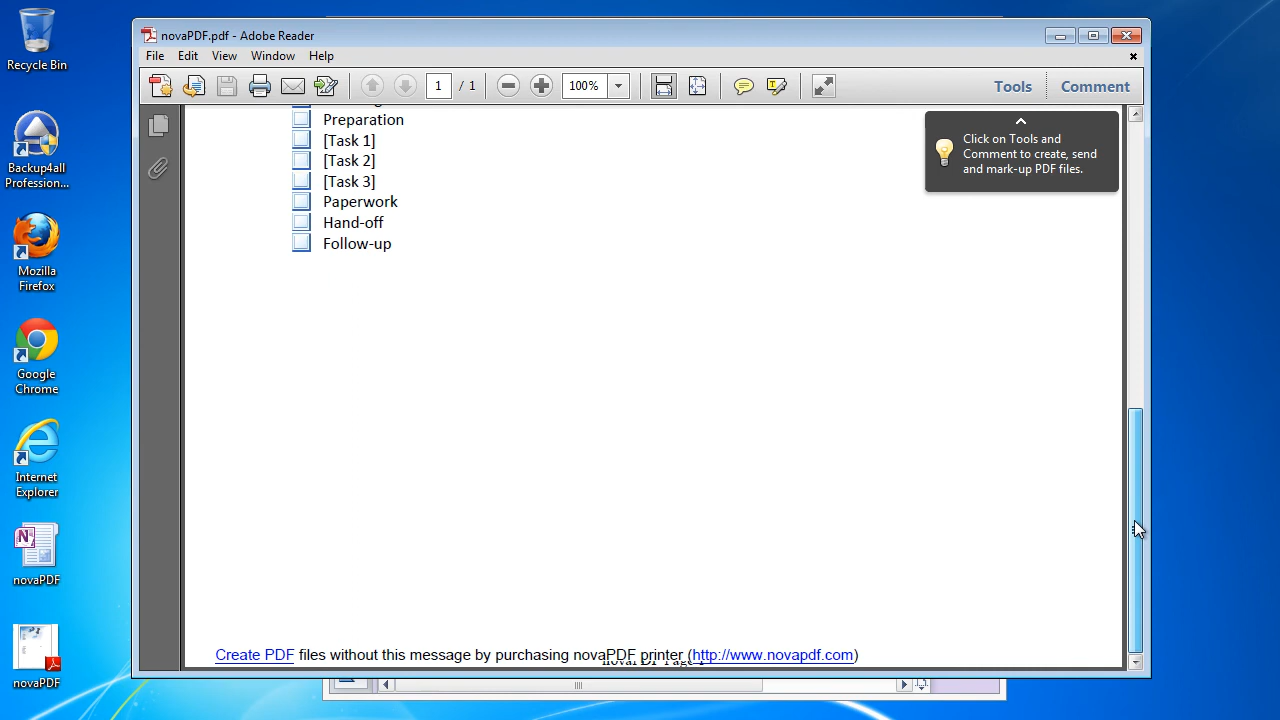 Recycle Bin
Backup4all
Profession...
Mozilla
Firefox
Google
Chrome
Internet
Explorer
novaPDF
novaPDF
novaPDF.pdf - Adobe Reader
File Edit View Window Help
1 / 1 100% Tools Comment
Click on Tools and
Comment to create, send
and mark-up PDF files.
Preparation
[Task 1]
[Task 2]
[Task 3]
Paperwork
Hand-off
Follow-up
Create PDF files without this message by purchasing novaPDF printer (http://www.novapdf.com)